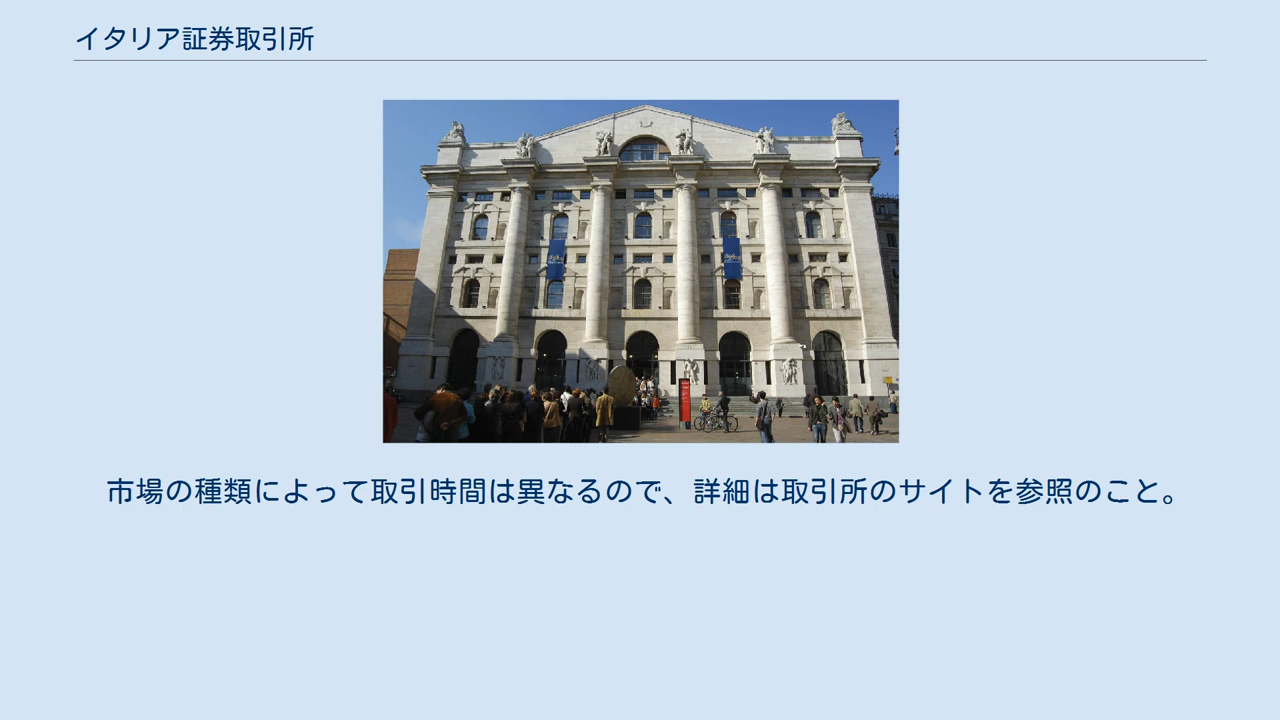 イタリア証券取引所
市場の種類によって取引時間は異なるので、詳細は取引所のサイトを参照のこと。